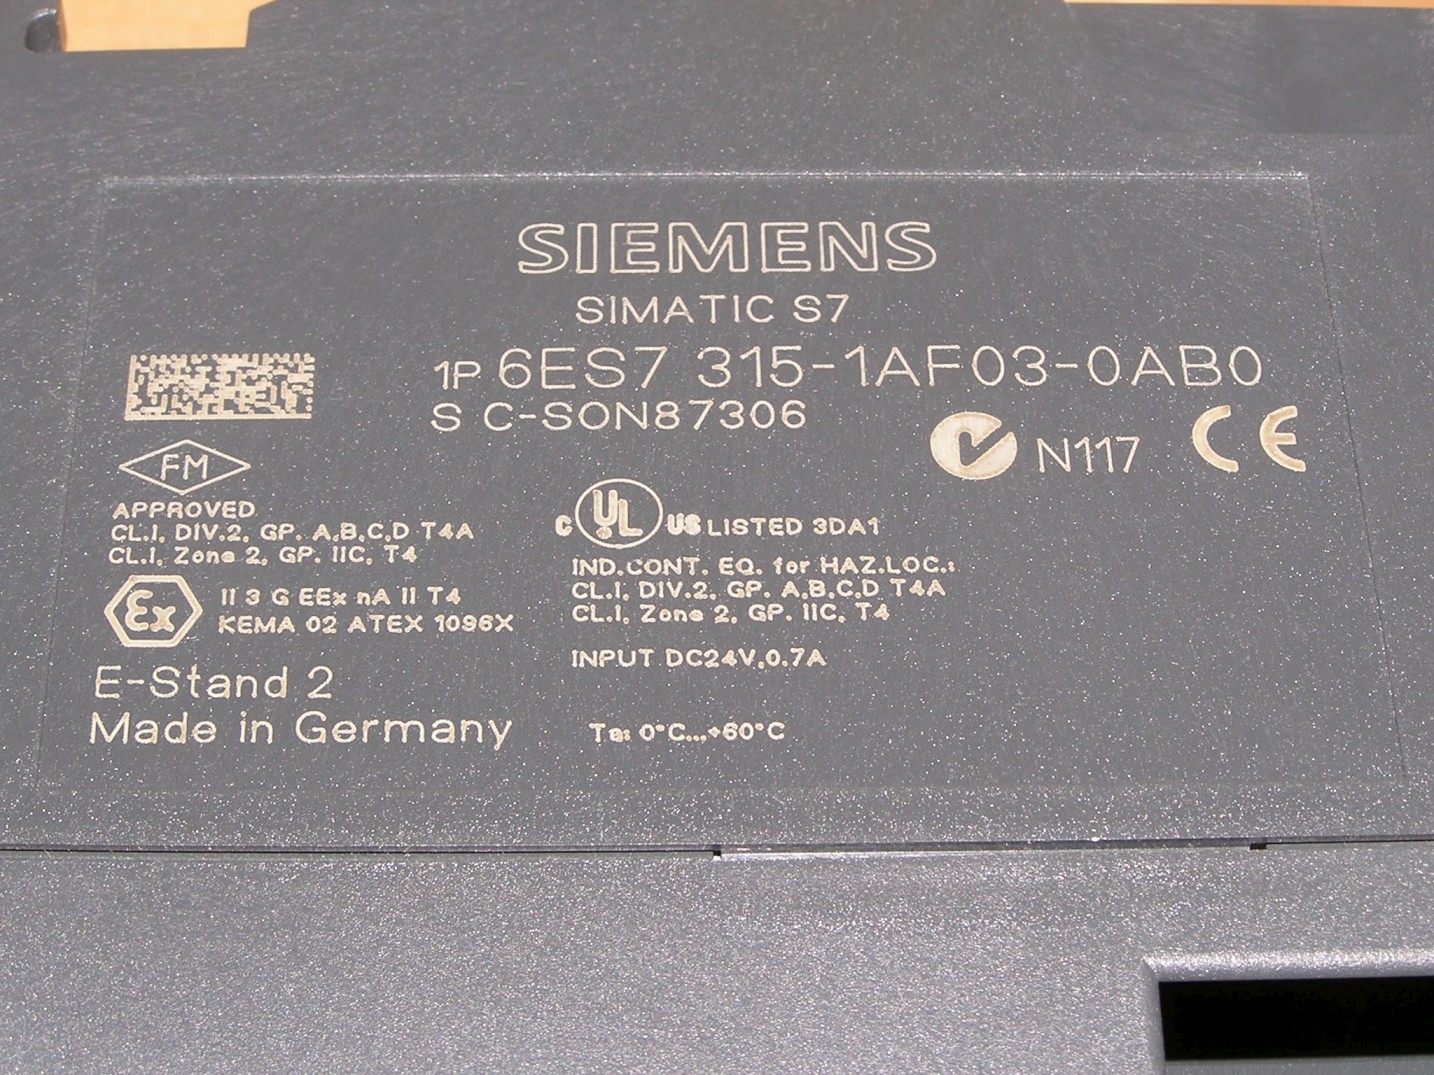 SIEMENS
SIMATIC S7
1P 6ES7 315-1AF03-0AB0
S C-SON87306
N117
CE
FM
APPROVED
CL.I, DIV.2, GP. A,B,C,D T4A
CL.I, Zone 2, GP. IIC, T4
C UL US LISTED 3DA1
IND.CONT. EQ. for HAZ.LOC.:
CL.I, DIV.2, GP. A,B,C,D T4A
CL.I, Zone 2, GP. IIC, T4
Ex
II 3 G EEx nA II T4
KEMA 02 ATEX 1096X
INPUT DC24V,0.7A
E-Stand 2
Made in Germany
Ta: 0°C...+60°C